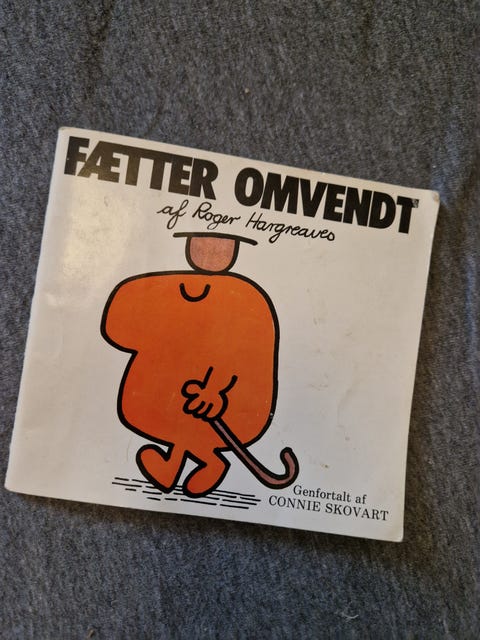 FÆTTER OMVENDT
af Roger Hargreaves
Genfortalt af
CONNIE SKOVART